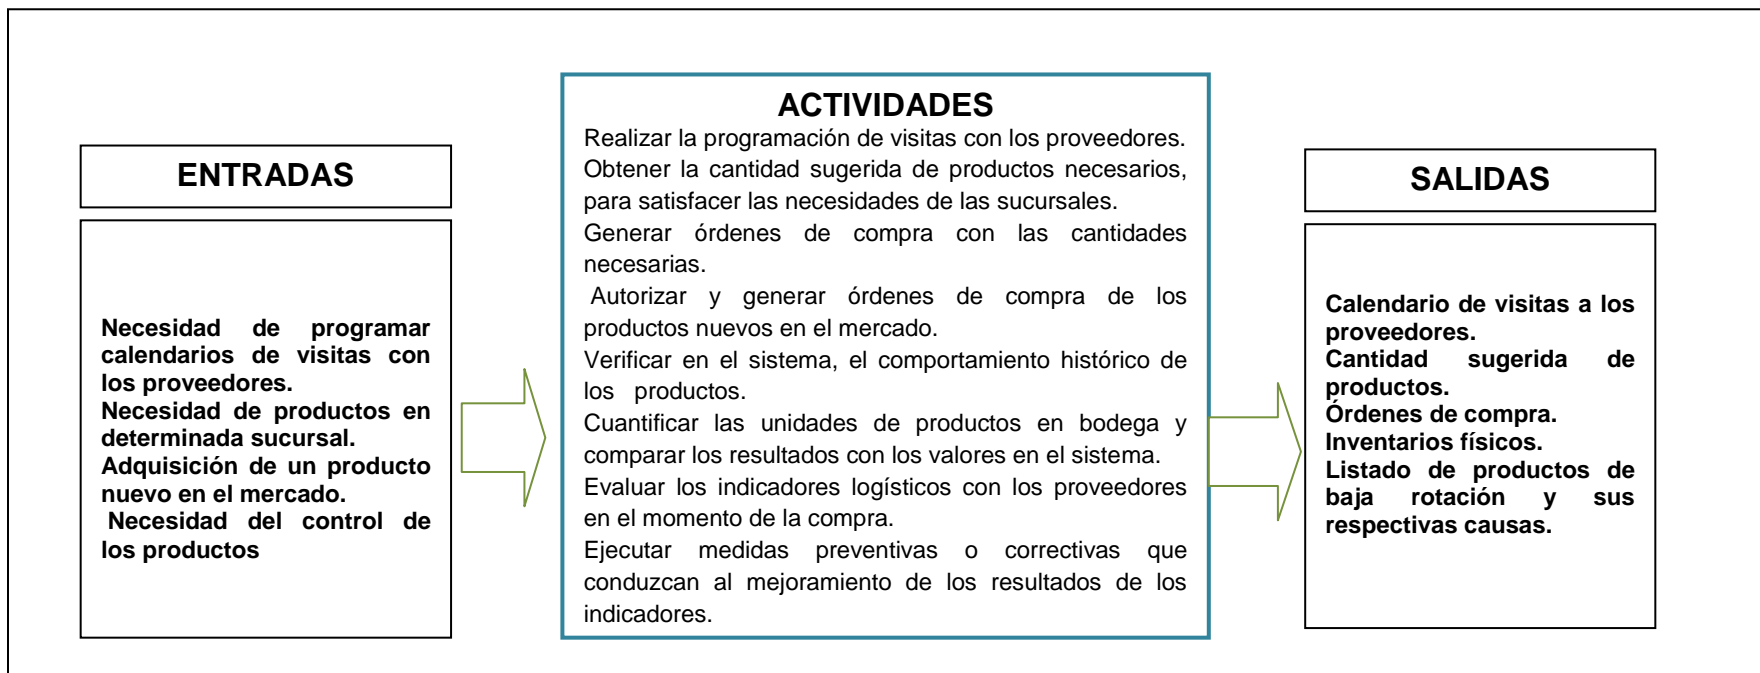 ENTRADAS
Necesidad de programar
calendarios de visitas con
los proveedores.
Necesidad de productos en
determinada sucursal.
Adquisición de un producto
nuevo en el mercado.
Necesidad del control de
los productos
ACTIVIDADES
Realizar la programación de visitas con los proveedores.
Obtener la cantidad sugerida de productos necesarios,
para satisfacer las necesidades de las sucursales.
Generar órdenes de compra con las cantidades
necesarias.
Autorizar y generar órdenes de compra de los
productos nuevos en el mercado.
Verificar en el sistema, el comportamiento histórico de
los productos.
Cuantificar las unidades de productos en bodega y
comparar los resultados con los valores en el sistema.
Evaluar los indicadores logísticos con los proveedores
en el momento de la compra.
Ejecutar medidas preventivas o correctivas que
conduzcan al mejoramiento de los resultados de los
indicadores.
SALIDAS
Calendario de visitas a los
proveedores.
Cantidad sugerida de
productos.
Órdenes de compra.
Inventarios físicos.
Listado de productos de
baja rotación y sus
respectivas causas.